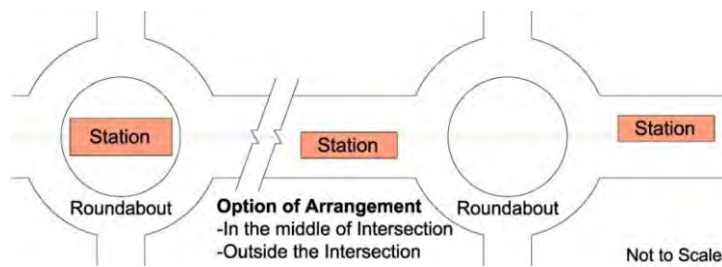 Station
Station
Station
Roundabout
Option of Arrangement
-In the middle of Intersection
-Outside the Intersection
Roundabout
Not to Scale